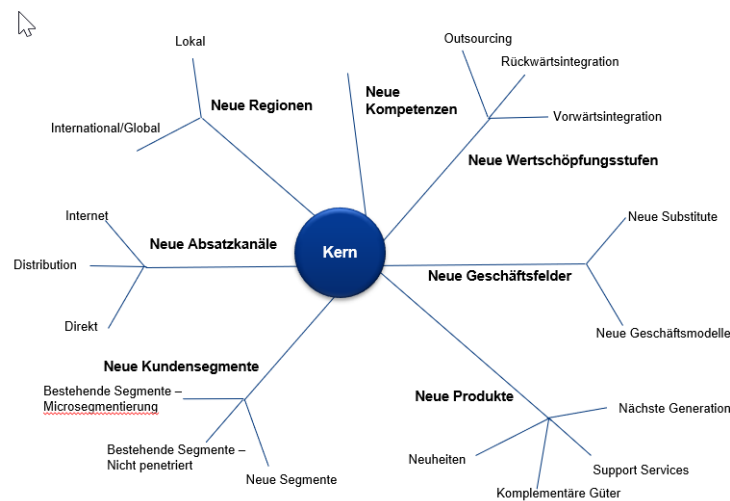 Lokal
International/Global
Neue Regionen
Neue
Kompetenzen
Outsourcing
Rückwärtsintegration
Vorwärtsintegration
Neue Wertschöpfungsstufen
Internet
Distribution
Direkt
Neue Absatzkanäle
Kern
Neue Geschäftsfelder
Neue Substitute
Neue Geschäftsmodelle
Neue Kundensegmente
Bestehende Segmente –
Microsegmentierung
Bestehende Segmente –
Nicht penetriert
Neue Segmente
Neue Produkte
Nächste Generation
Support Services
Komplementäre Güter
Neuheiten